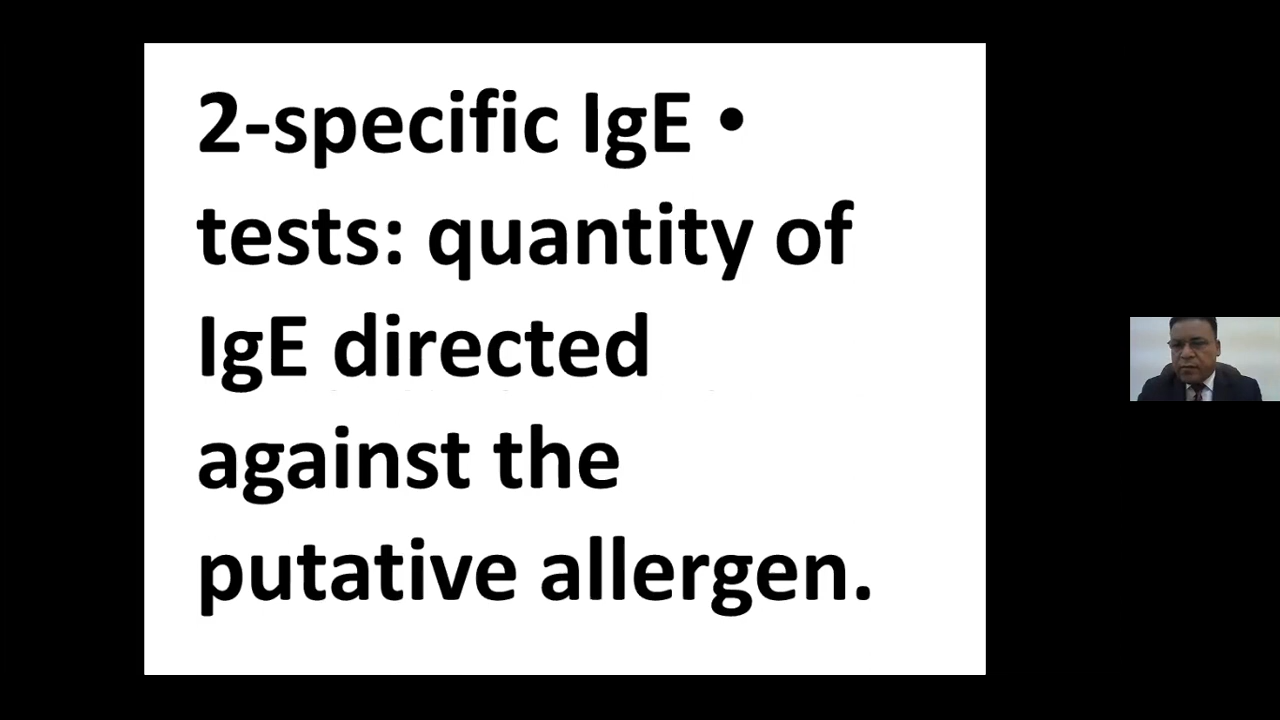 2-specific IgE •
tests: quantity of
IgE directed
against the
putative allergen.